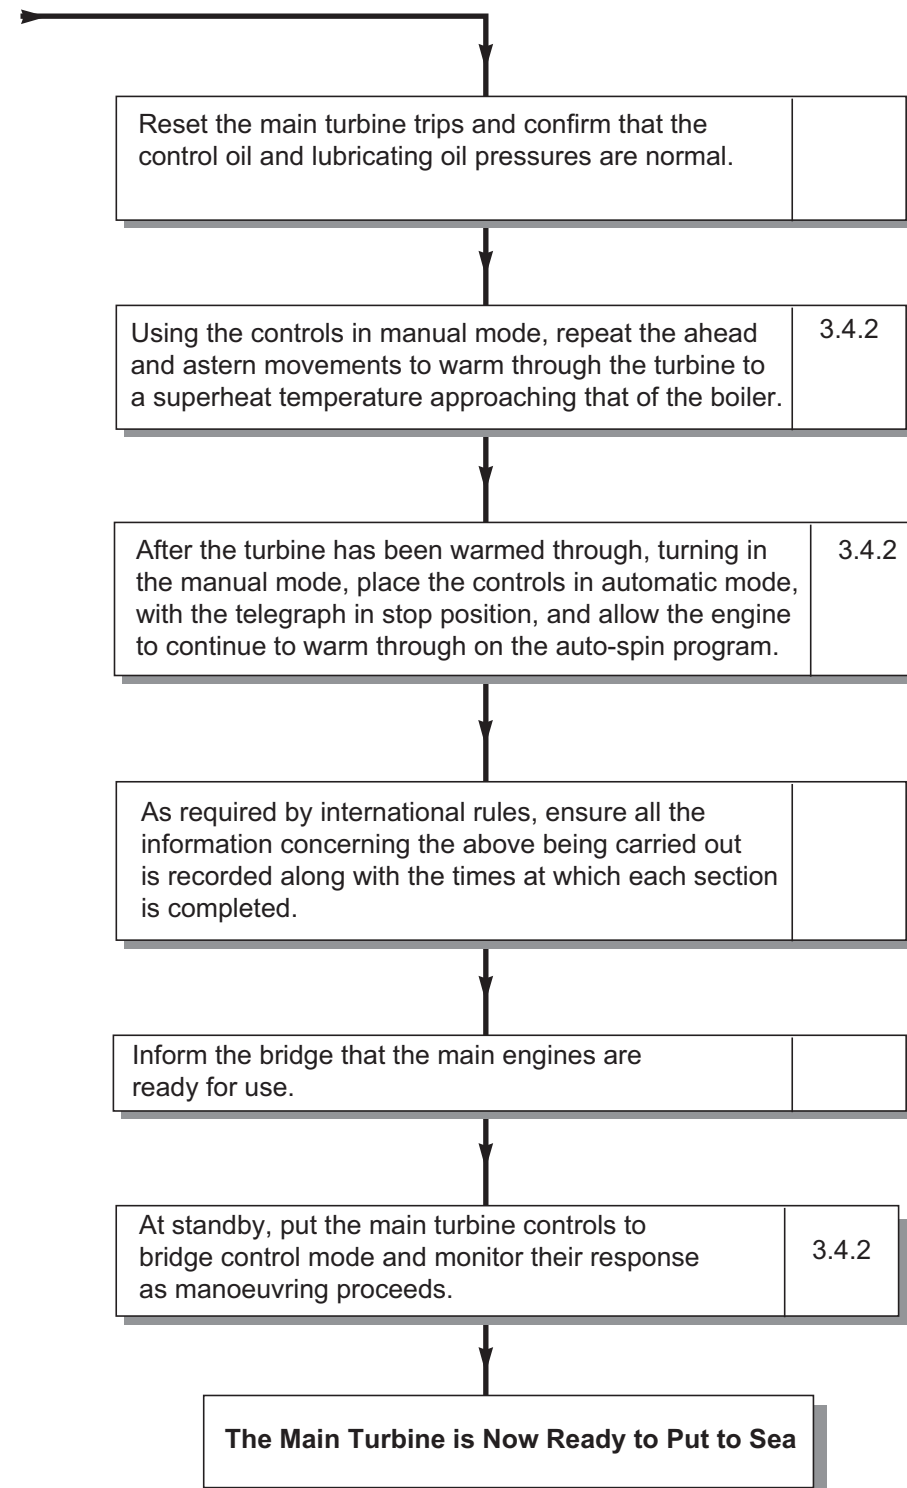 Reset the main turbine trips and confirm that the
control oil and lubricating oil pressures are normal.
Using the controls in manual mode, repeat the ahead
and astern movements to warm through the turbine to
a superheat temperature approaching that of the boiler.
3.4.2
After the turbine has been warmed through, turning in
the manual mode, place the controls in automatic mode,
with the telegraph in stop position, and allow the engine
to continue to warm through on the auto-spin program.
3.4.2
As required by international rules, ensure all the
information concerning the above being carried out
is recorded along with the times at which each section
is completed.
Inform the bridge that the main engines are
ready for use.
At standby, put the main turbine controls to
bridge control mode and monitor their response
as manoeuvring proceeds.
3.4.2
The Main Turbine is Now Ready to Put to Sea